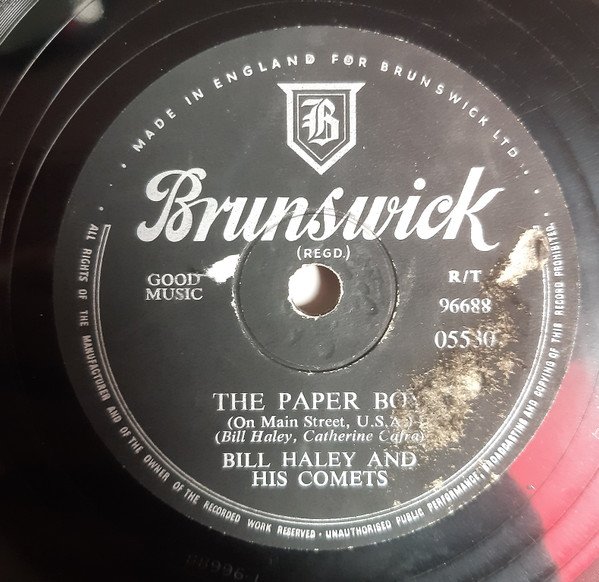 MADE IN ENGLAND FOR BRUNSWICK LTD.
B
Brunswick
(REGD.)
GOOD
MUSIC
R/T
96688
05530
THE PAPER BOY
(On Main Street, U.S.A.)
(Bill Haley, Catherine Cafra)
BILL HALEY AND
HIS COMETS
ALL RIGHTS OF THE MANUFACTURER AND OF THE OWNER OF THE RECORDED WORK RESERVED · UNAUTHORISED PUBLIC PERFORMANCE, BROADCASTING AND COPYING OF THIS RECORD PROHIBITED